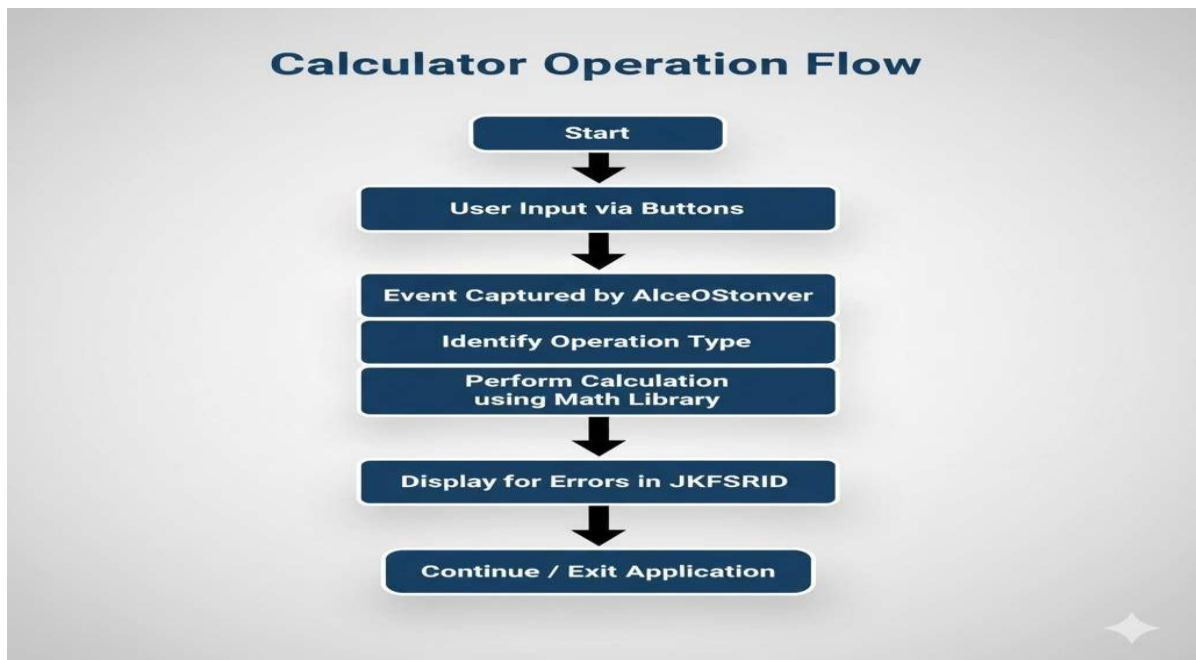 Calculator Operation Flow
Start
User Input via Buttons
Event Captured by AlceOStonver
Identify Operation Type
Perform Calculation
using Math Library
Display for Errors in JKFSRID
Continue / Exit Application